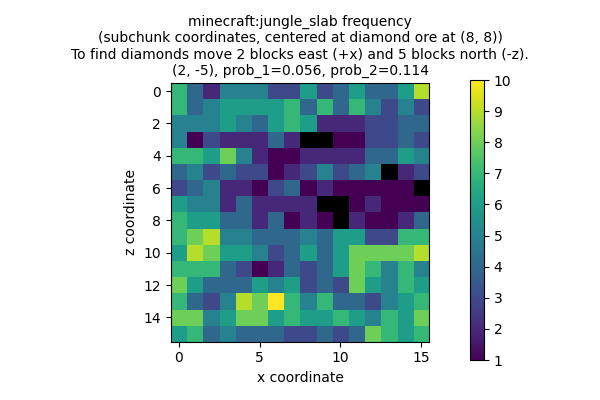 minecraft:jungle_slab frequency
(subchunk coordinates, centered at diamond ore at (8, 8))
To find diamonds move 2 blocks east (+x) and 5 blocks north (-z).
(2, -5), prob_1=0.056, prob_2=0.114
10
0
9
2
8
4
7
6
6
z coordinate
8
5
10
4
12
3
14
2
1
0 5 10 15
x coordinate